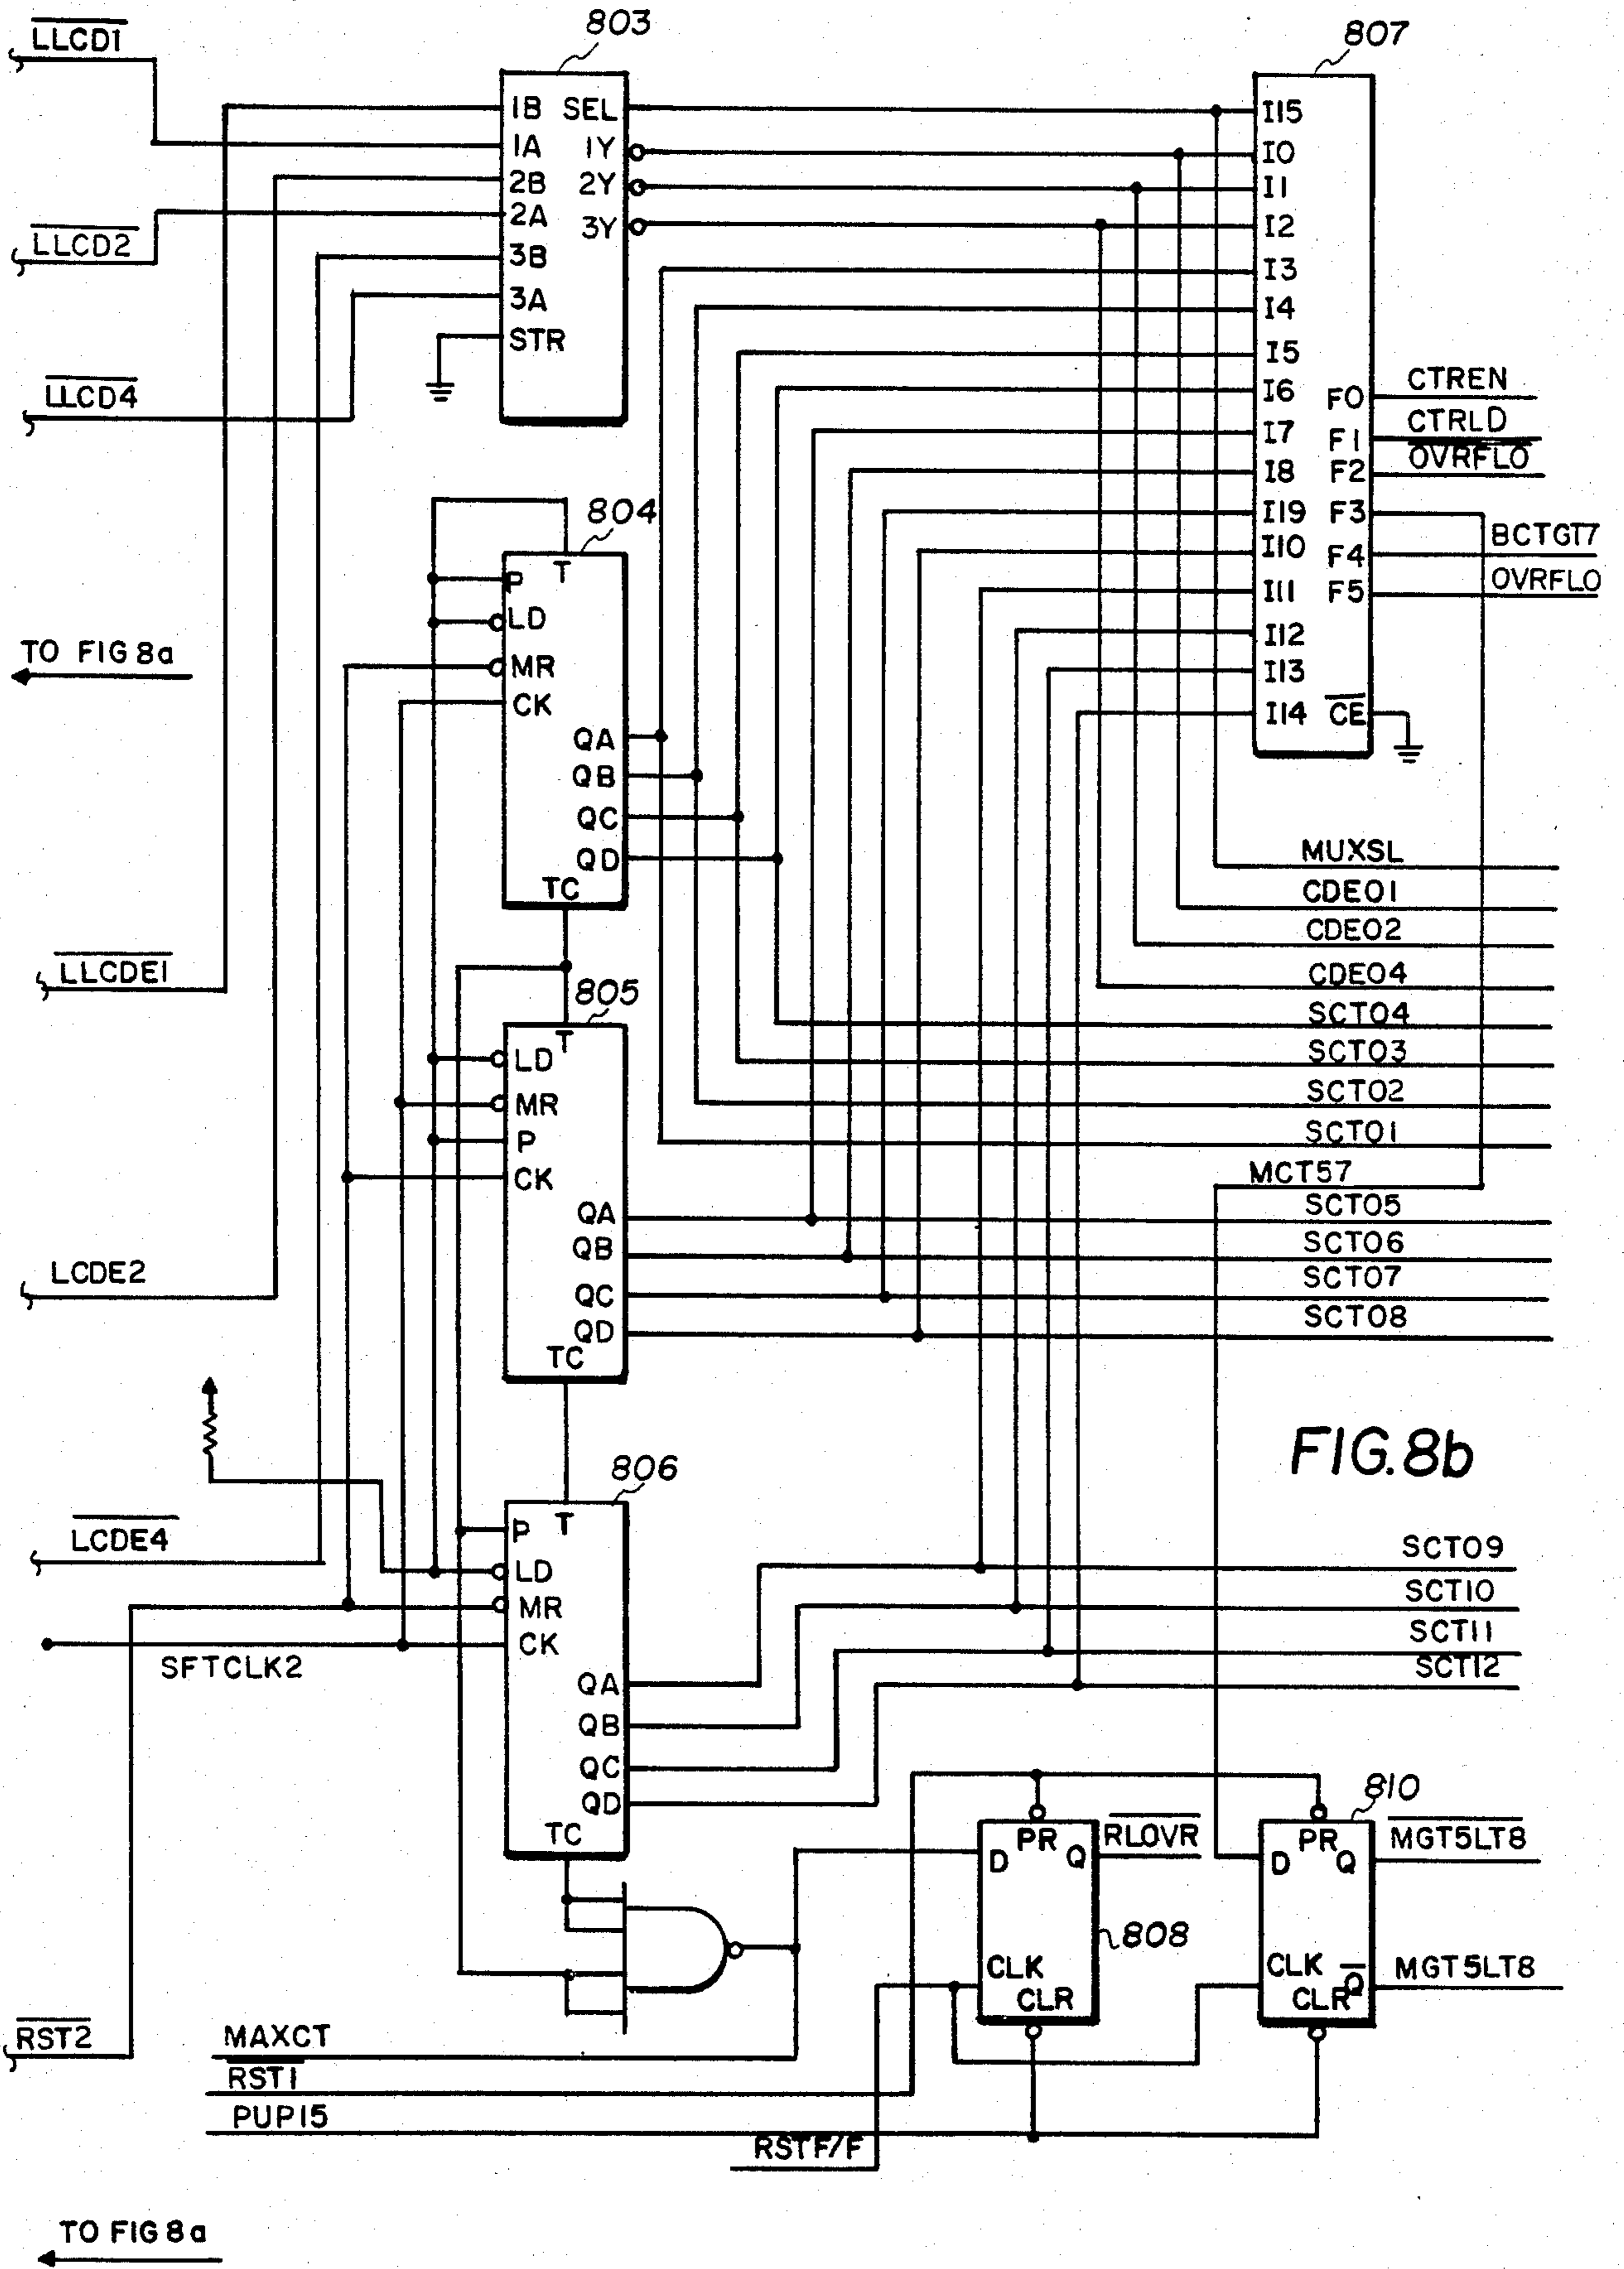 LLCD1
803
807
1B SEL
1A 1Y
2B 2Y
2A 3Y
3B
3A
STR
I15
I0
I1
I2
I3
I4
I5
I6
I7
I8
I19
I10
I11
I12
I13
I14 CE
F0
F1
F2
F3
F4
F5
CTREN
CTRLD
OVRFLO
BCTGT7
OVRFLO
LLCD2
LLCD4
804
T
P
LD
MR
CK
QA
QB
QC
QD
TC
TO FIG 8a
MUXSL
CDE01
CDE02
CDE04
SCT04
SCT03
SCT02
SCT01
MCT57
SCT05
SCT06
SCT07
SCT08
LLCDE1
805
T
LD
MR
P
CK
QA
QB
QC
QD
TC
LCDE2
FIG.8b
806
T
P
LD
MR
CK
QA
QB
QC
QD
TC
LCDE4
SFTCLK2
SCT09
SCT10
SCT11
SCT12
810
PR
D Q
CLK
CLR
RLOVR
808
PR
D Q
CLK Q
CLR
MGT5LT8
MGT5LT8
RST2
MAXCT
RST1
PUP15
RSTF/F
TO FIG 8a